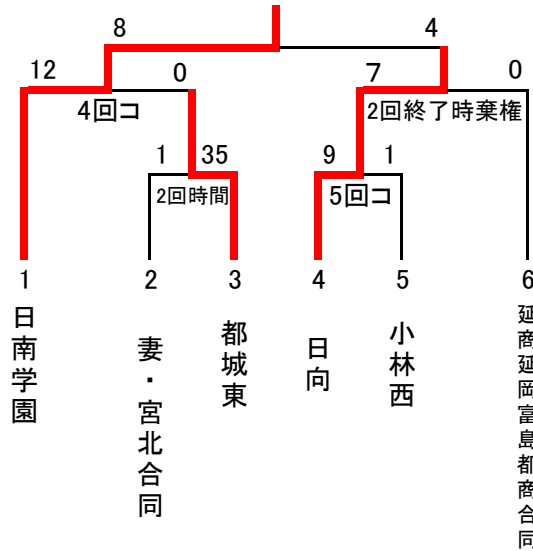 8 4
12 0 7 0
4回コ 2回終了時棄権
1 35 9 1
2回時間 5回コ
1 2 3 4 5 6
日南学園
妻・宮北合同
都城東
日向
小林西
延商延岡富島都商合同